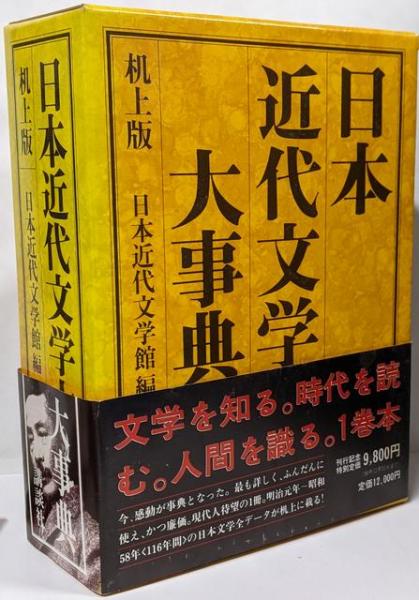 日本
近代文学
大事典
机上版
日本近代文学館編
机上版
日本近代文学
日本近代文学館編
大事典
講談社
文学を知る。時代を読
む。人間を識る。1巻本
今、感動が事典となった。最も詳しく、ふんだんに
使え、かつ廉価。現代人待望の1冊。明治元年―昭和
58年〈116年間〉の日本文学全データが机上に載る!
刊行記念
特別定価 9,800円
定価12,000円